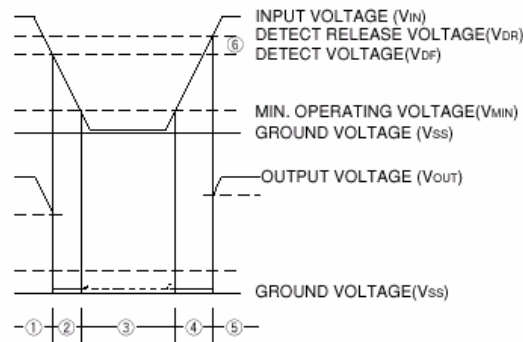 INPUT VOLTAGE (VIN)
DETECT RELEASE VOLTAGE(VDR)
⑥
DETECT VOLTAGE(VDF)
MIN. OPERATING VOLTAGE(VMIN)
GROUND VOLTAGE (VSS)
OUTPUT VOLTAGE (VOUT)
GROUND VOLTAGE(VSS)
① ② ③ ④ ⑤